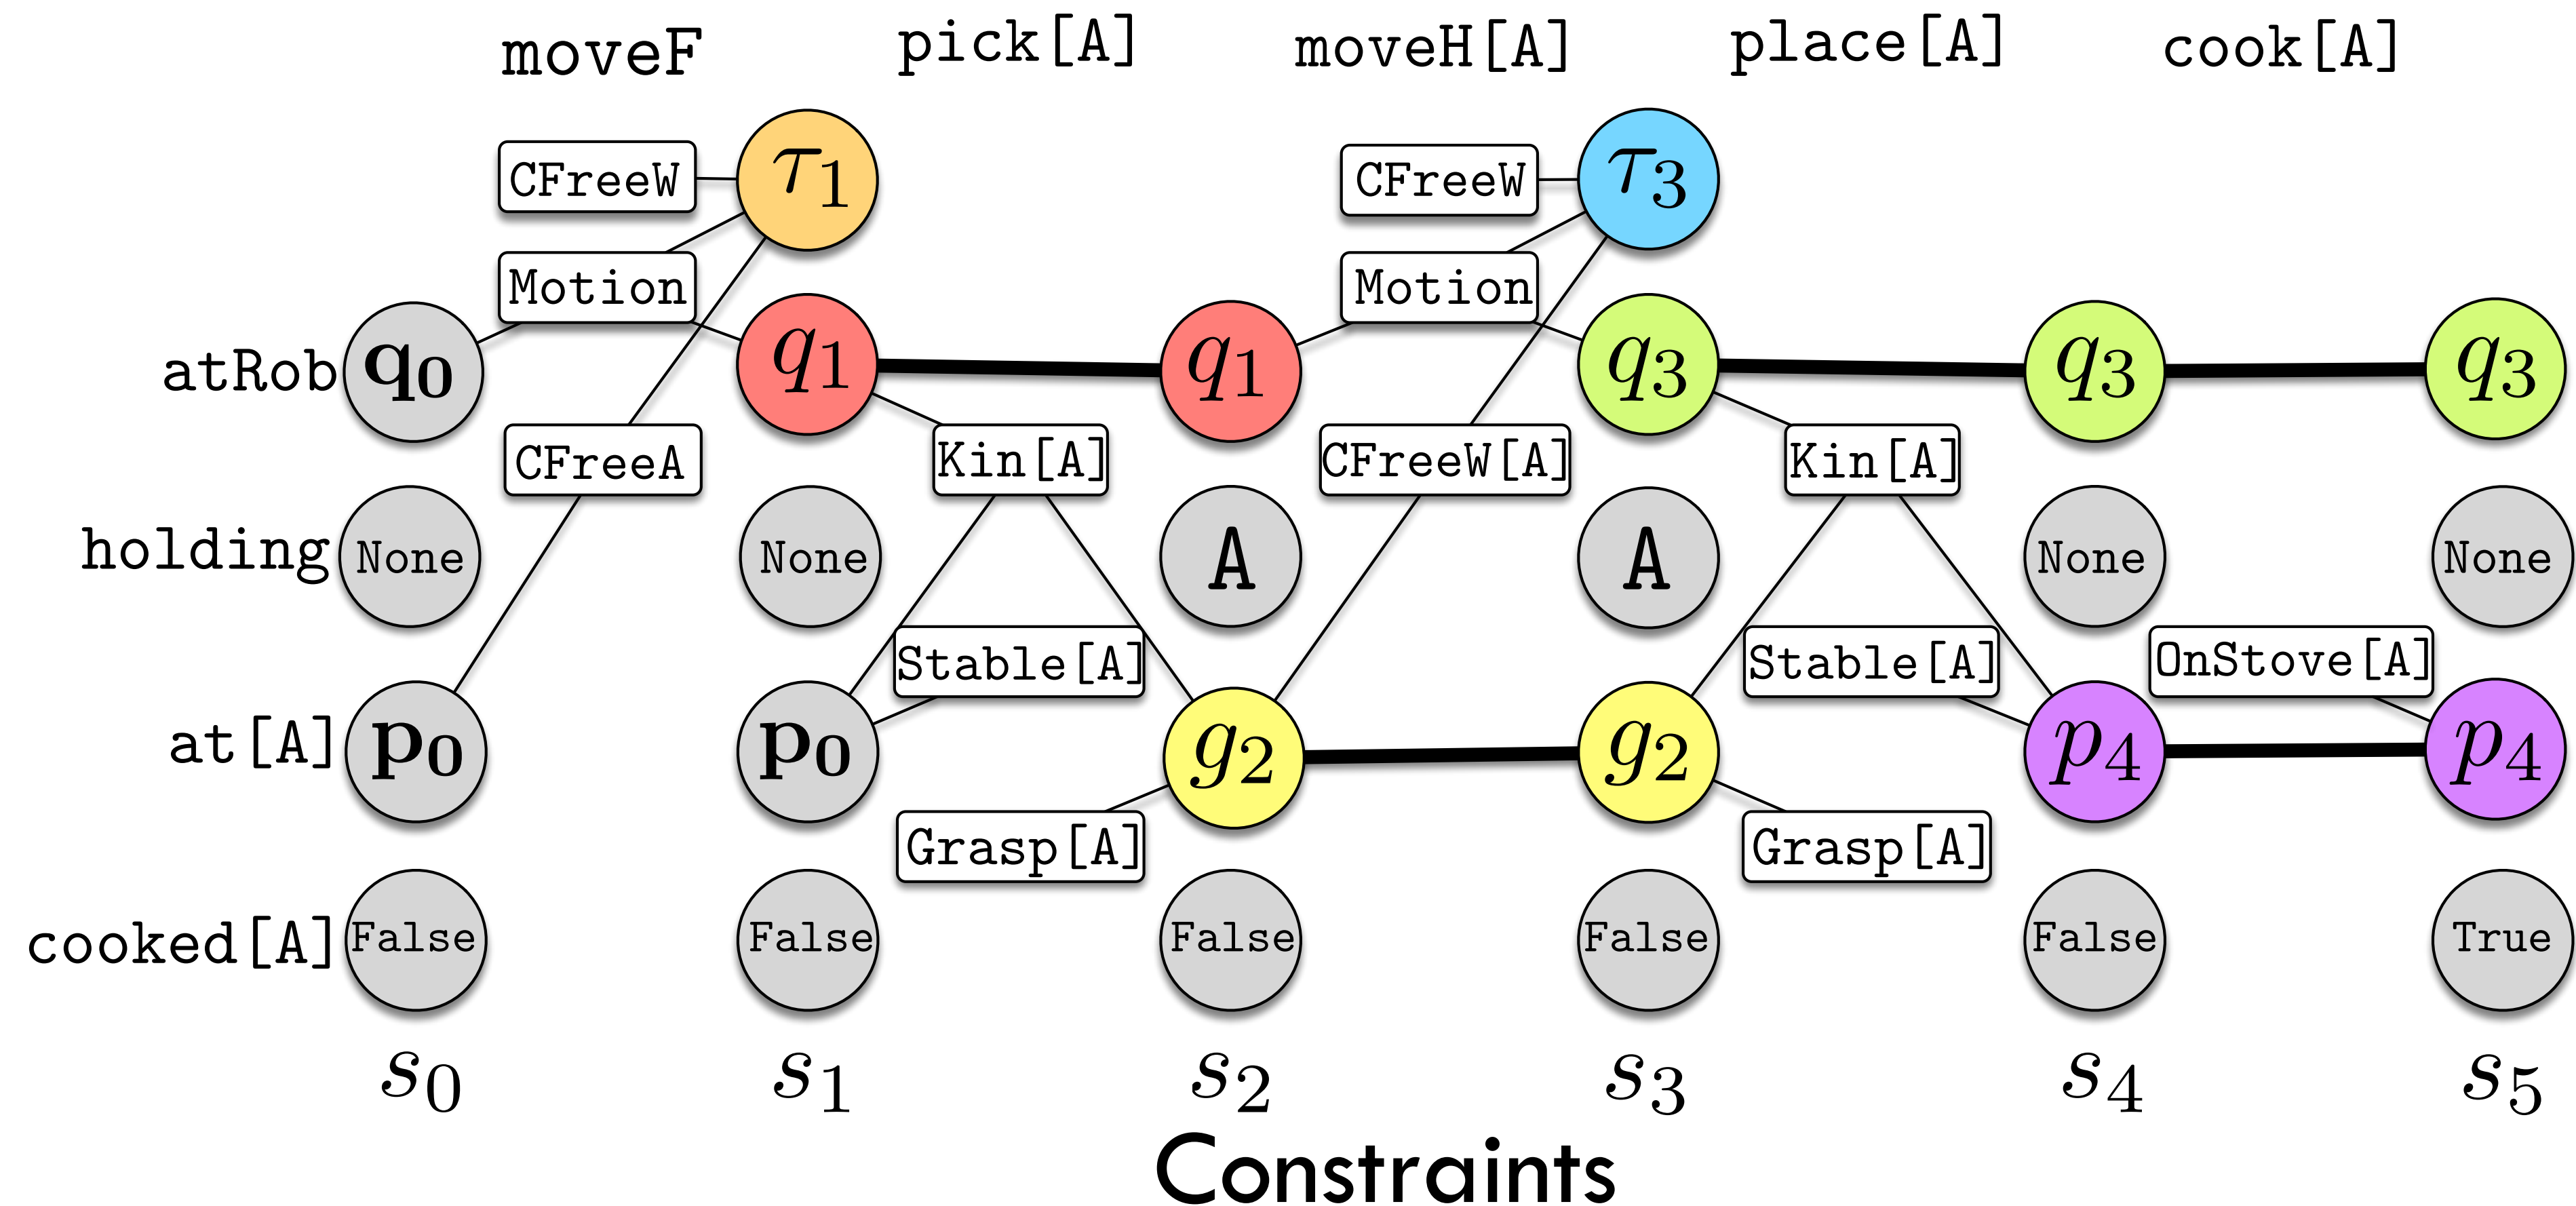 moveF pick[A] moveH[A] place[A] cook[A]
CFreeW τ1 CFreeW τ3
Motion Motion
atRob q0 q1 q1 q3 q3 q3
CFreeA Kin[A] CFreeW[A] Kin[A]
holding None None A A None None
Stable[A] Stable[A] OnStove[A]
at[A] p0 p0 g2 g2 p4 p4
Grasp[A] Grasp[A]
cooked[A] False False False False False True
s0 s1 s2 s3 s4 s5
Constraints